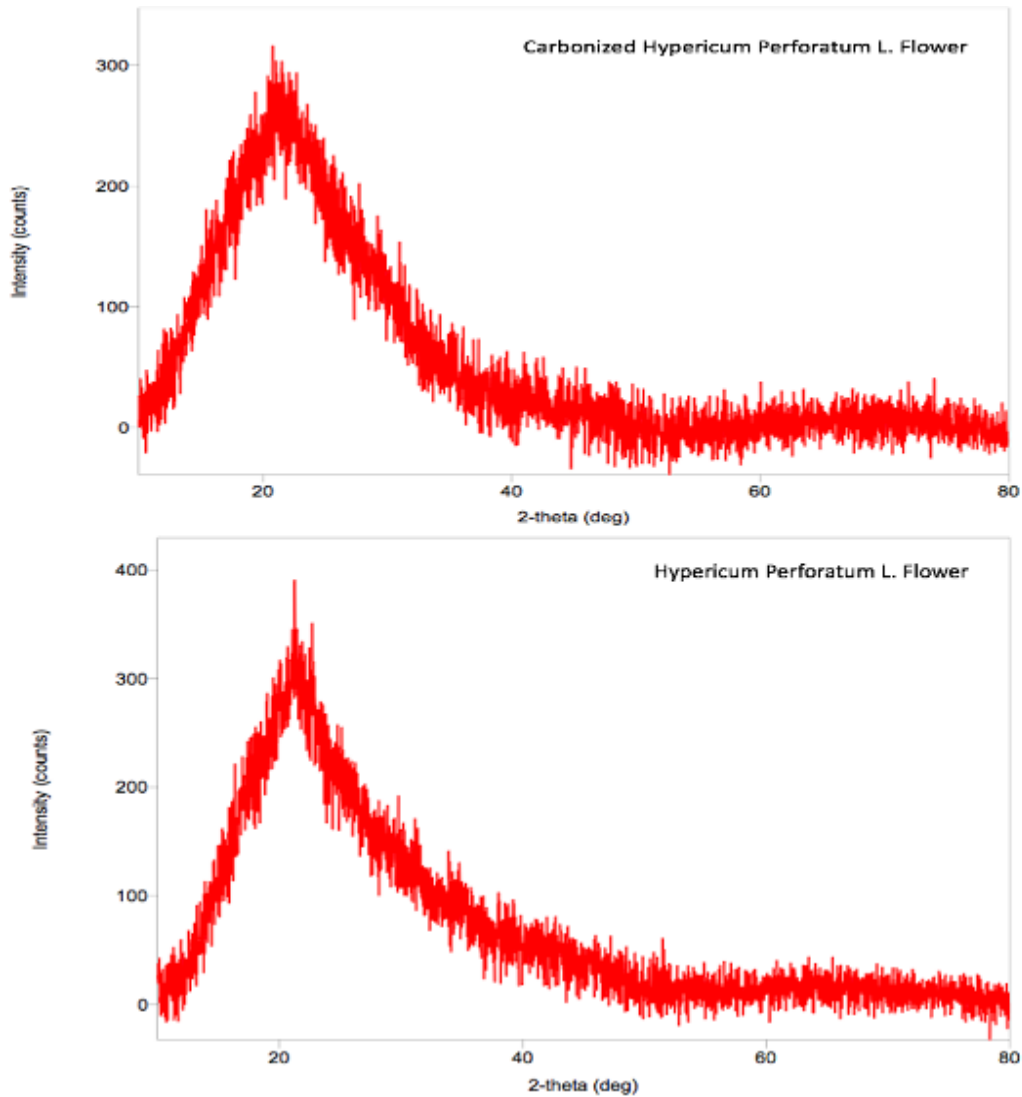 Carbonized Hypericum Perforatum L. Flower
Intensity (counts)
300
200
100
0
20 40 60 80
2-theta (deg)
Hypericum Perforatum L. Flower
Intensity (counts)
400
300
200
100
0
20 40 60 80
2-theta (deg)